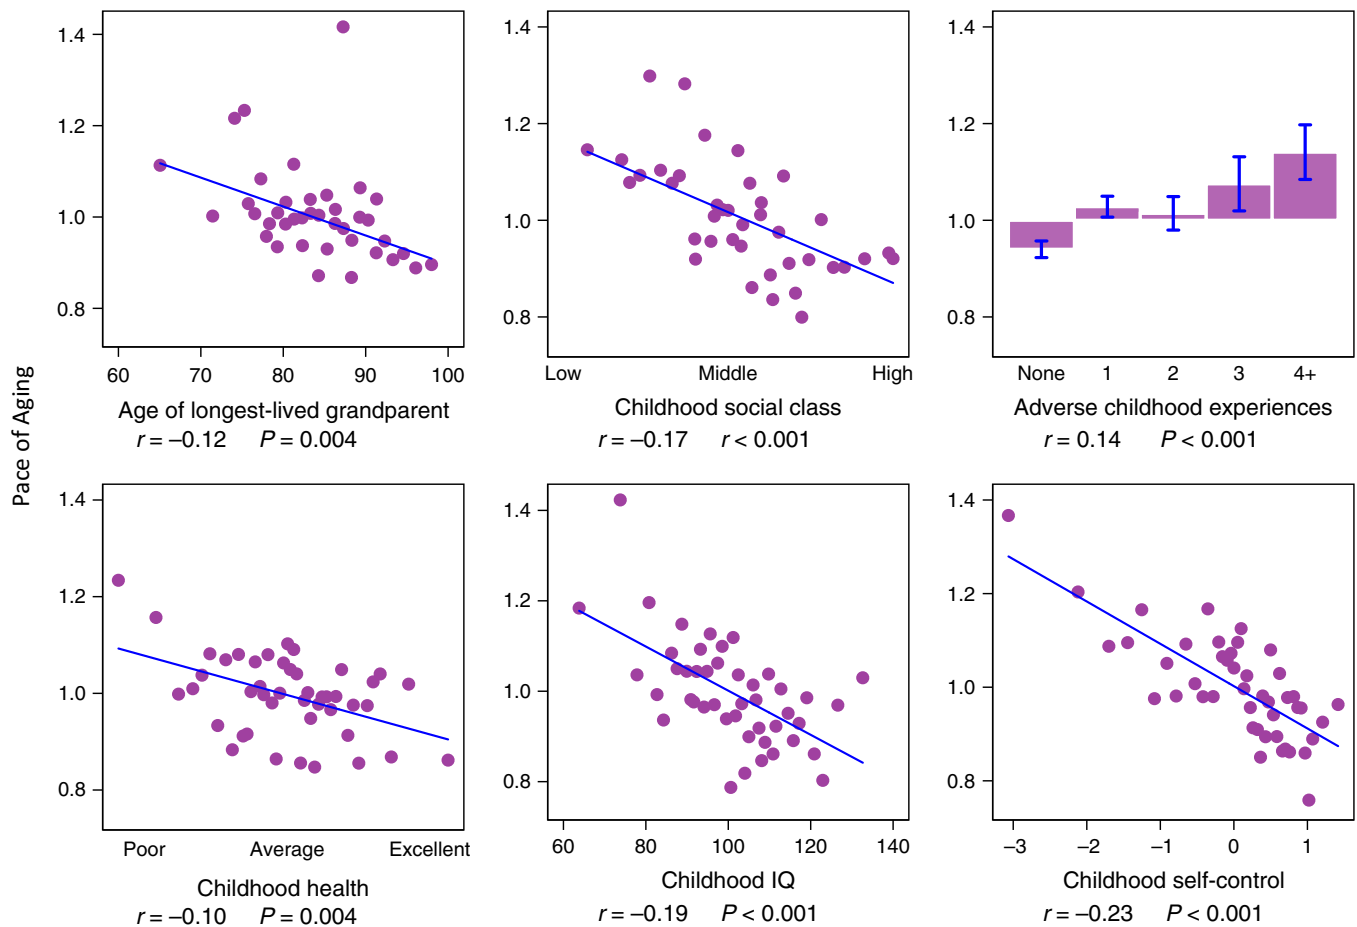 Pace of Aging
1.4
1.2
1.0
0.8
60 70 80 90 100
Age of longest-lived grandparent
r = –0.12 P = 0.004
1.4
1.2
1.0
0.8
Low Middle High
Childhood social class
r = –0.17 r < 0.001
1.4
1.2
1.0
0.8
None 1 2 3 4+
Adverse childhood experiences
r = 0.14 P < 0.001
1.4
1.2
1.0
0.8
Poor Average Excellent
Childhood health
r = –0.10 P = 0.004
1.4
1.2
1.0
0.8
60 80 100 120 140
Childhood IQ
r = –0.19 P < 0.001
1.4
1.2
1.0
0.8
–3 –2 –1 0 1
Childhood self-control
r = –0.23 P < 0.001